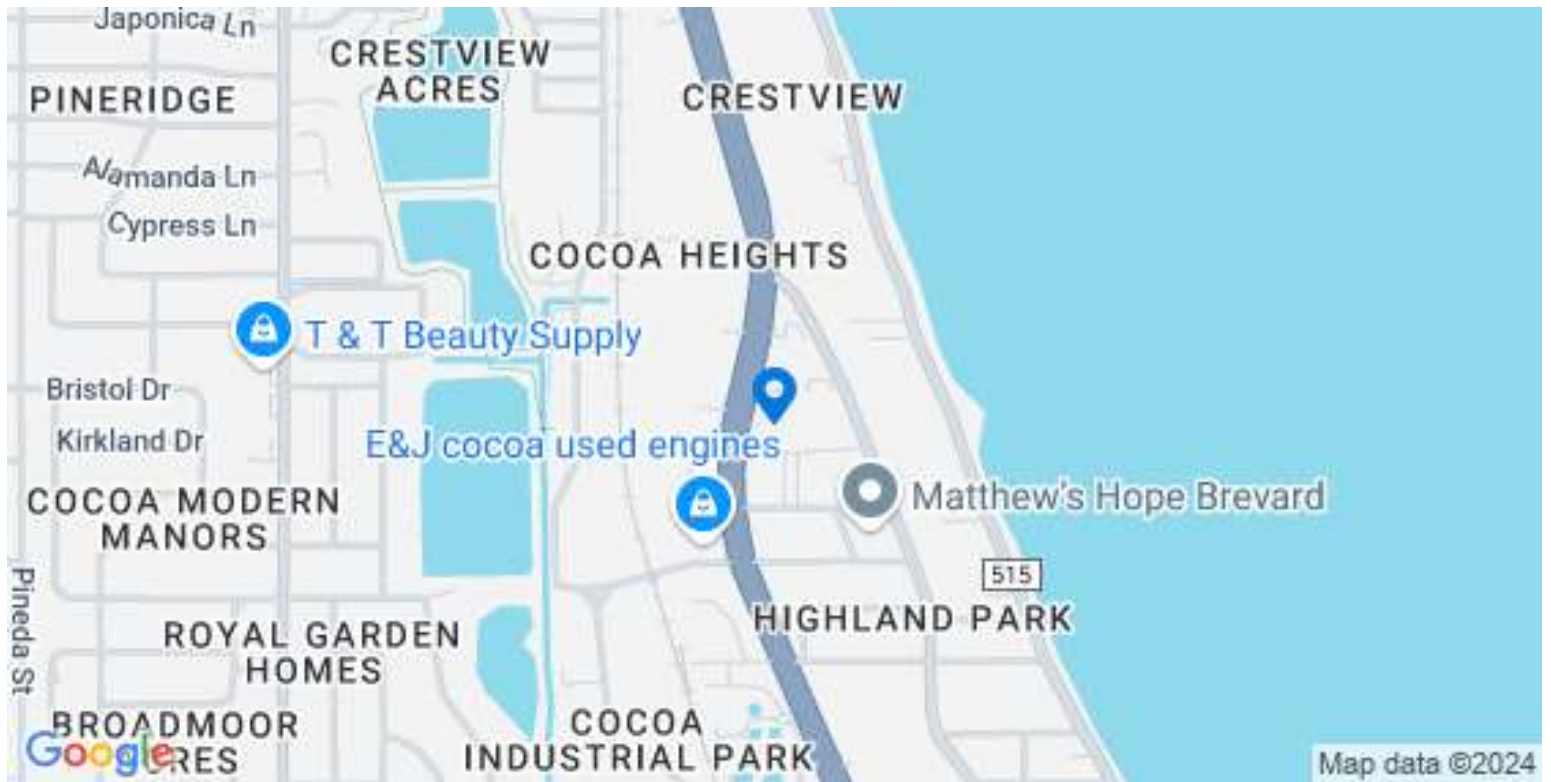 Japonica Ln
CRESTVIEW
ACRES
PINERIDGE
CRESTVIEW
Alamanda Ln
Cypress Ln
COCOA HEIGHTS
T & T Beauty Supply
Bristol Dr
Kirkland Dr
E&J cocoa used engines
COCOA MODERN
MANORS
Matthew's Hope Brevard
515
Pineda St
HIGHLAND PARK
ROYAL GARDEN
HOMES
BROADMOOR
ACRES
COCOA
INDUSTRIAL PARK
Google
Map data ©2024